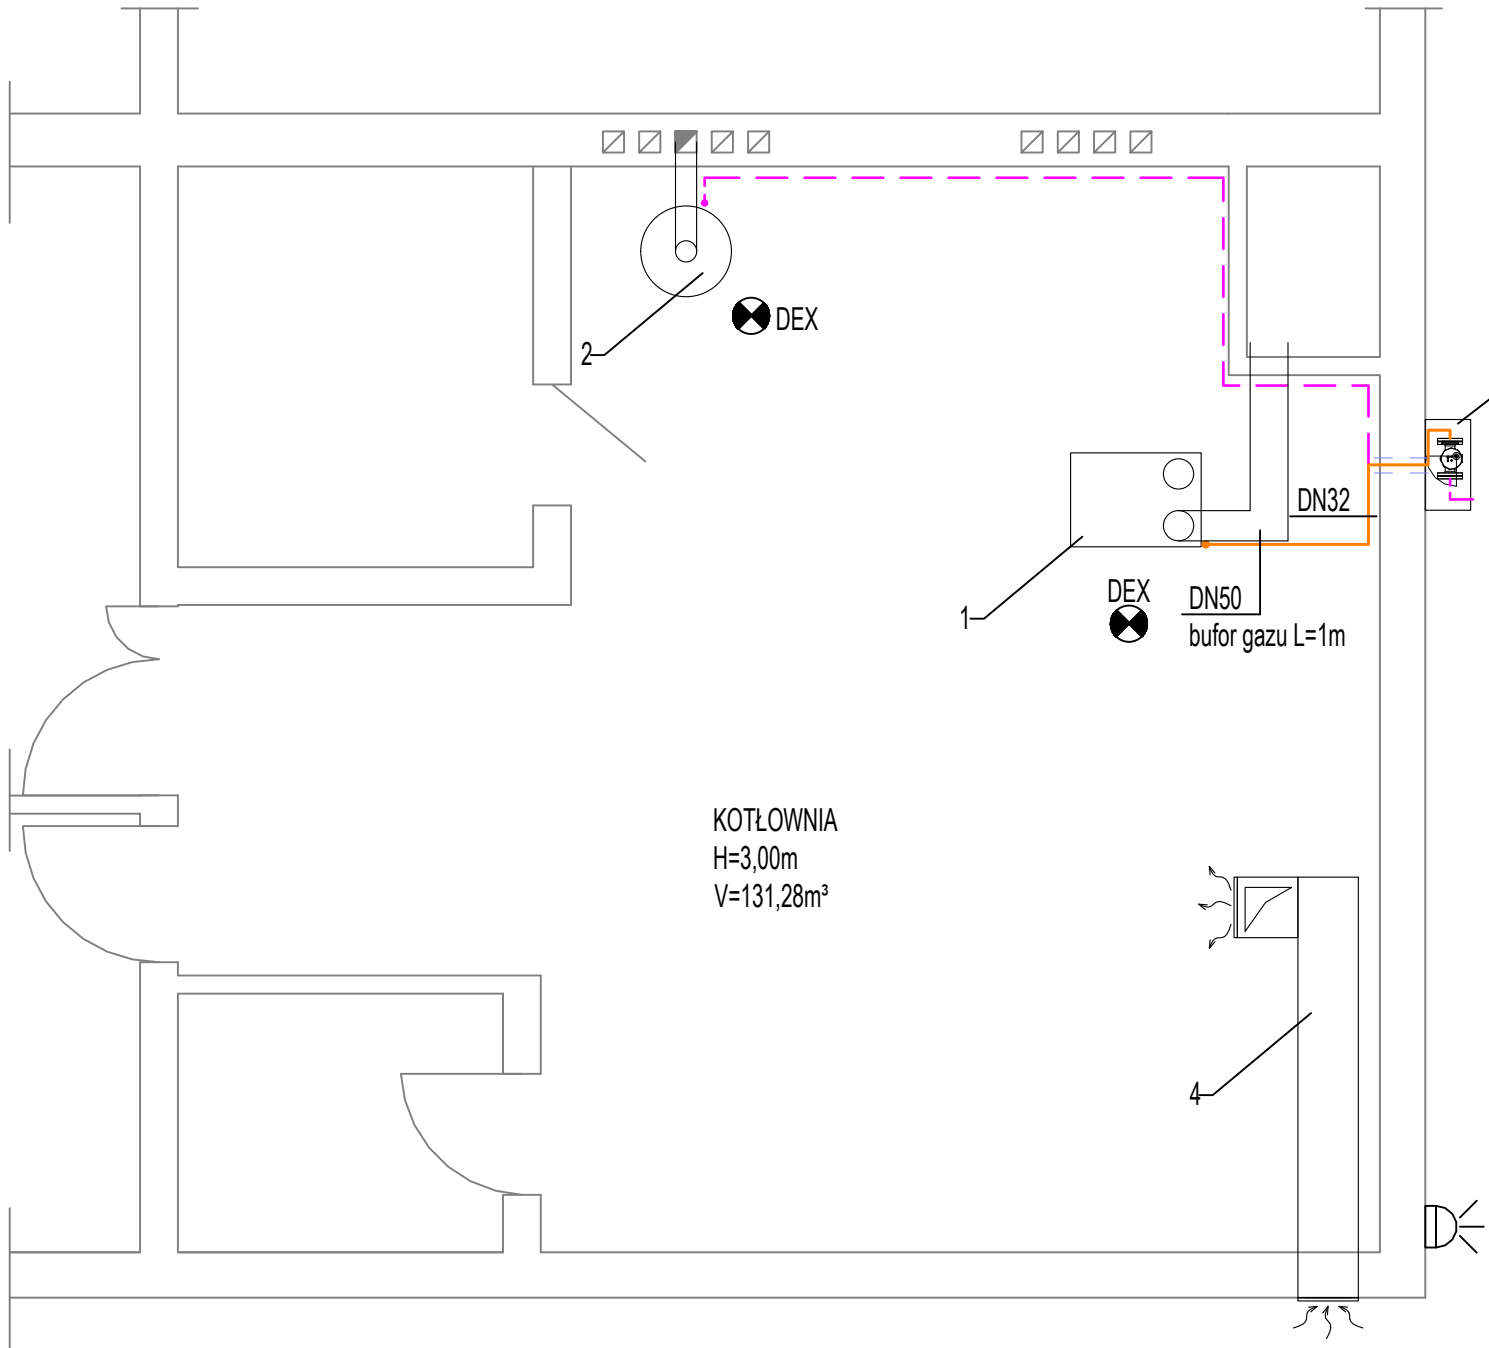 DEX
2
DN32
DEX
DN50
1
bufor gazu L=1m
KOTŁOWNIA
H=3,00m
V=131,28m³
4